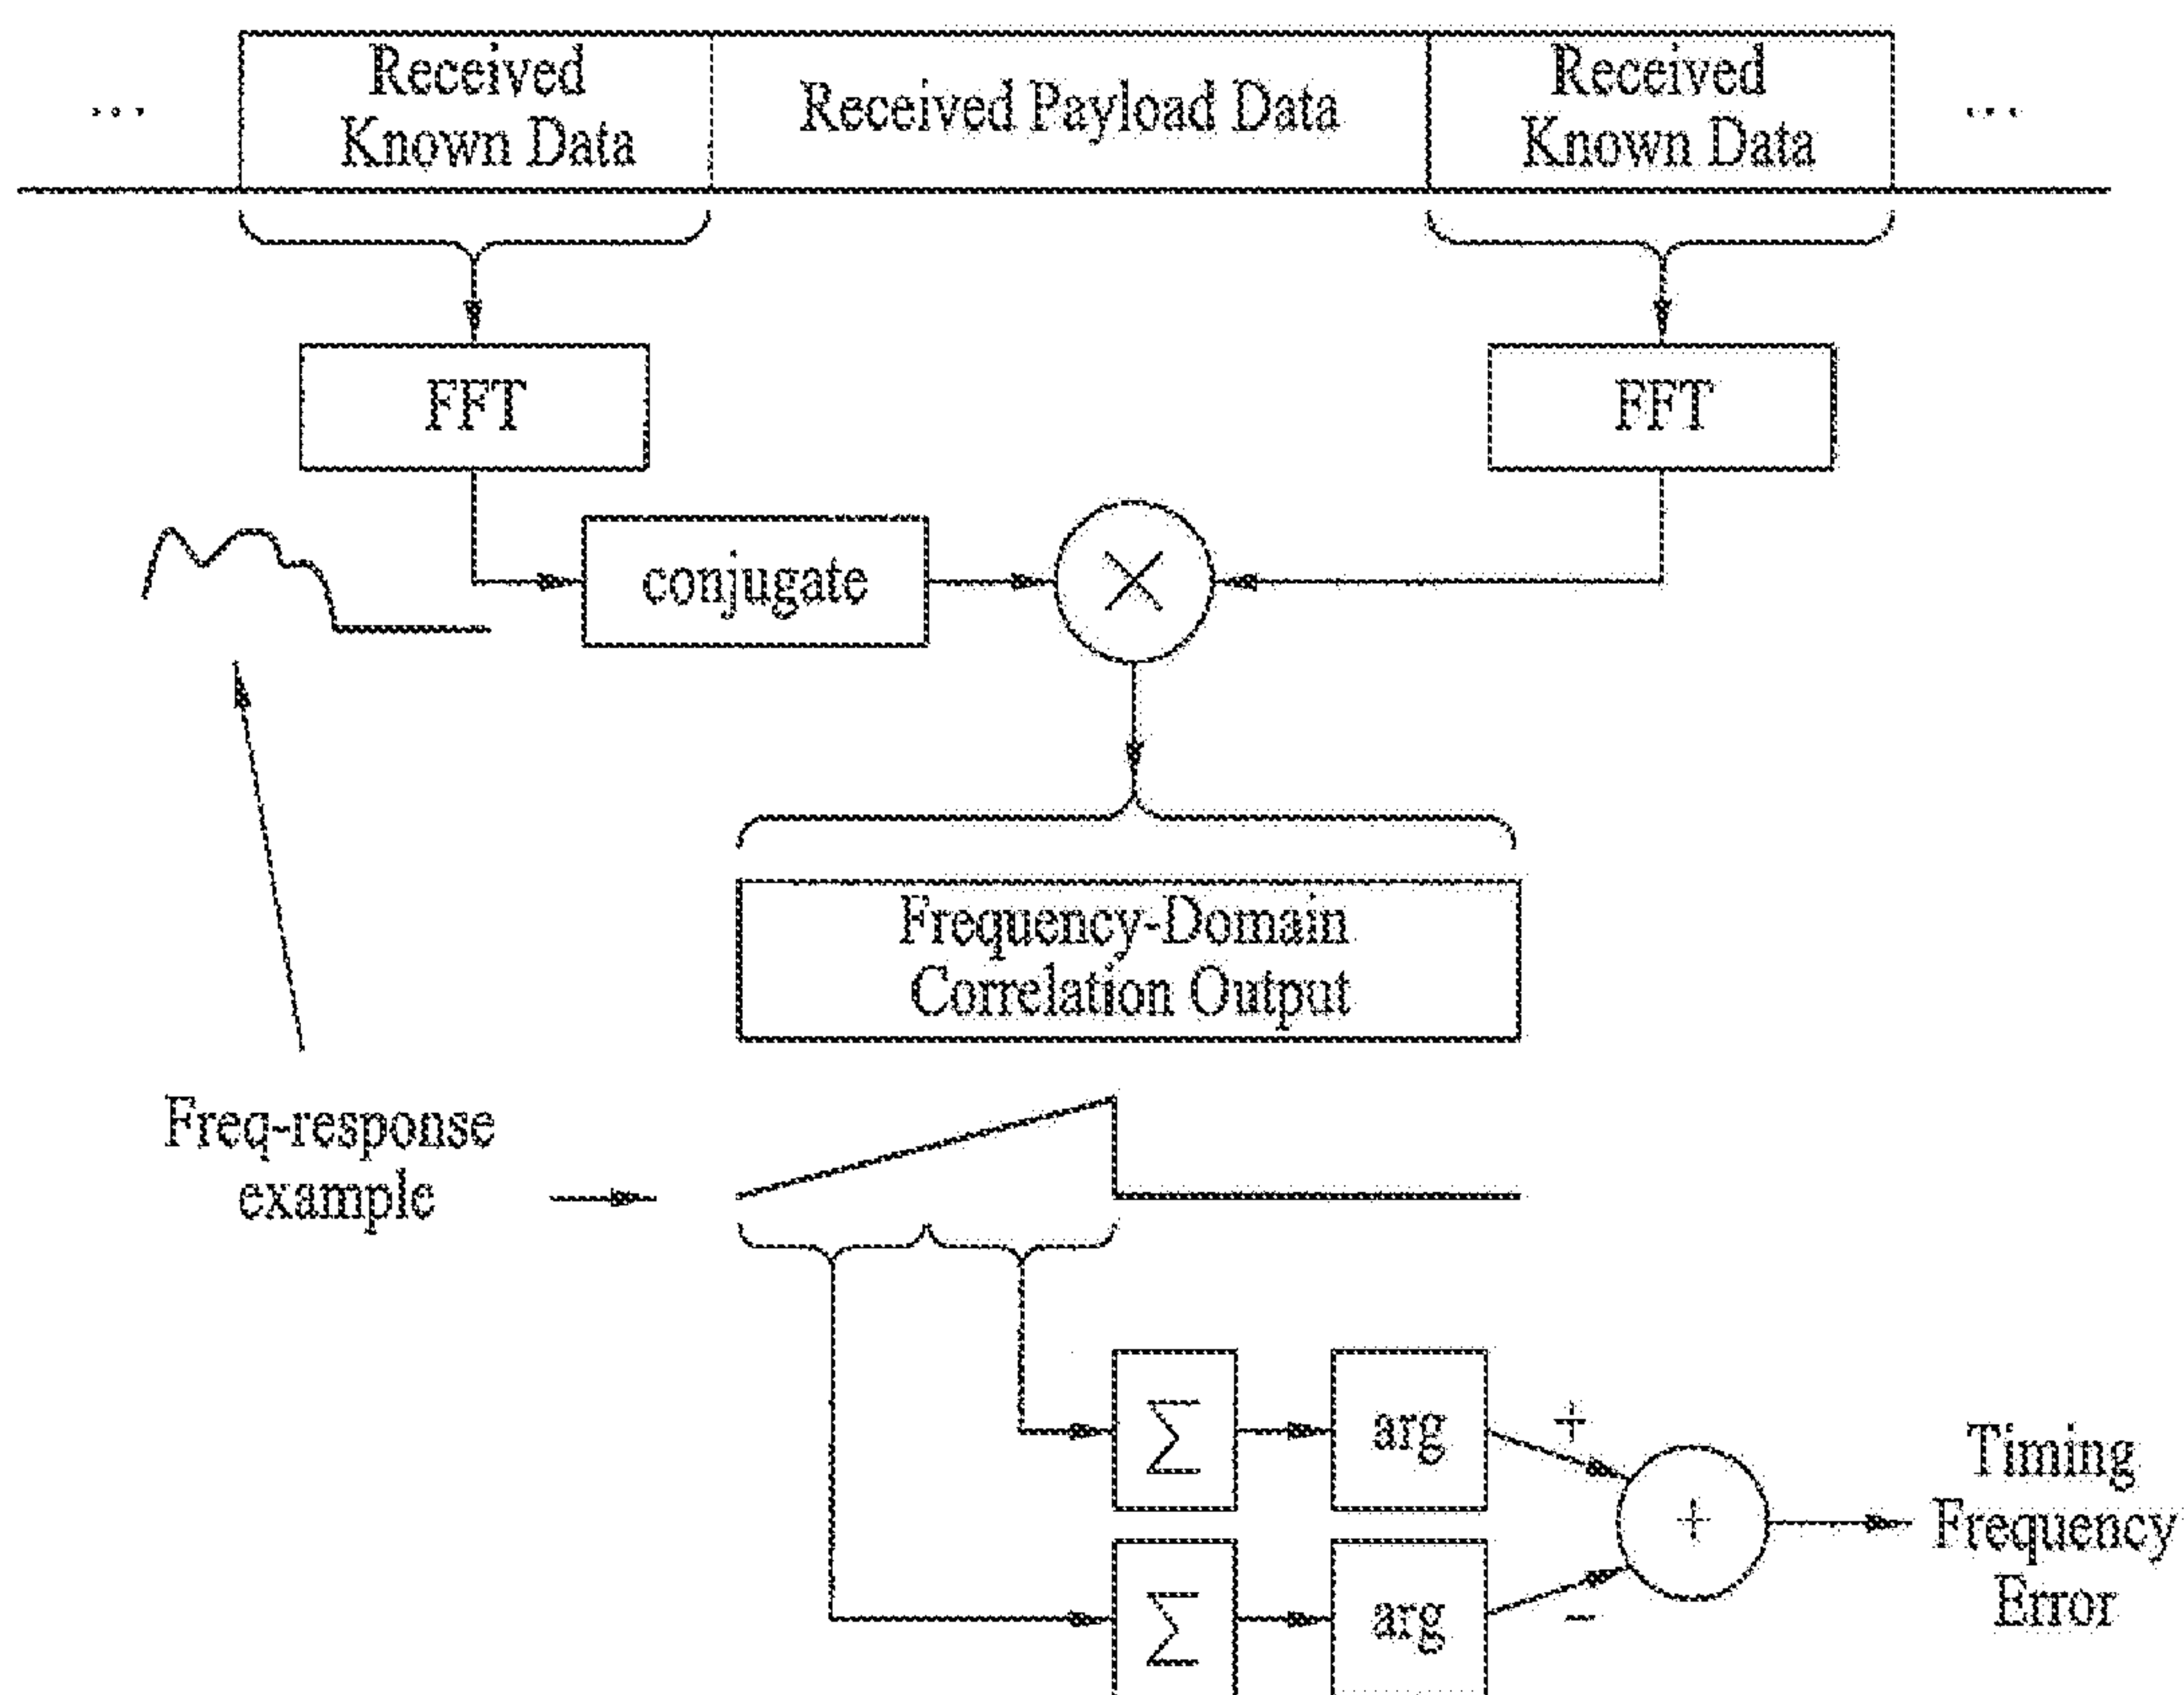 ...
Received
Known Data
Received Payload Data
Received
Known Data
...
FFT
FFT
conjugate
×
Frequency-Domain
Correlation Output
Freq-response
example
Σ
arg
+
+
Timing
Frequency
Error
Σ
arg
−